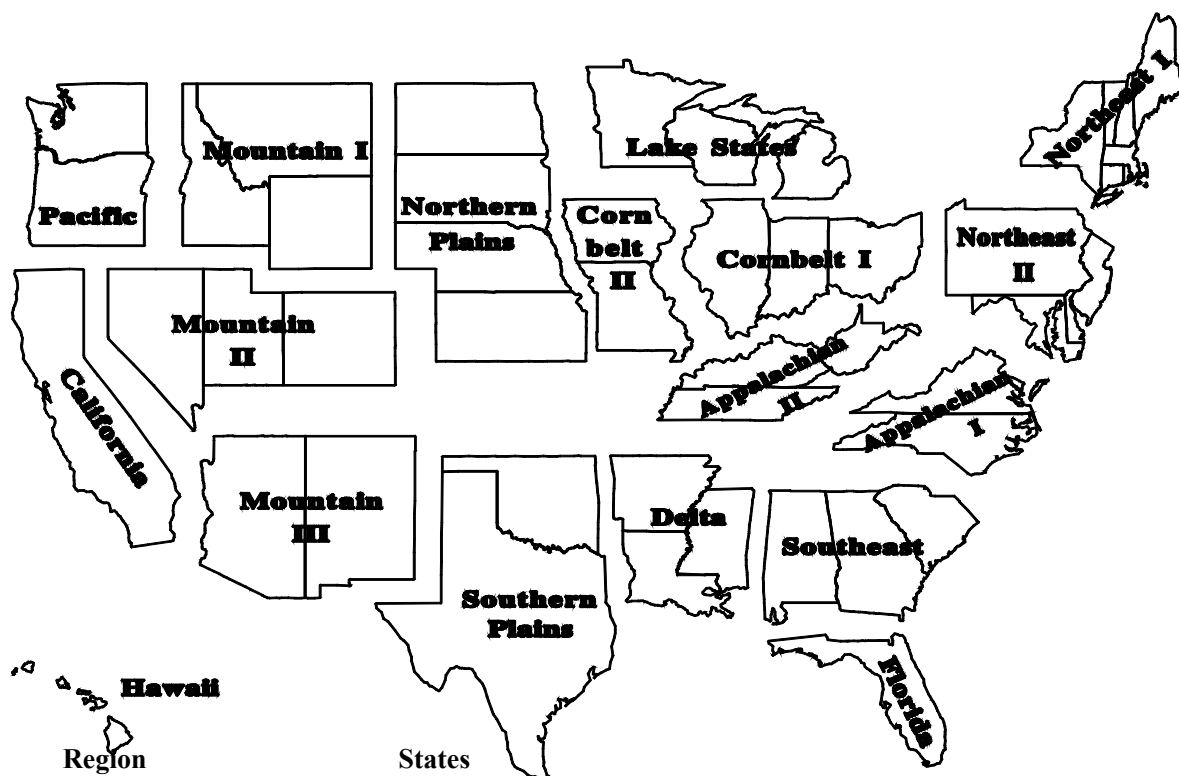 Northeast I
Mountain I
Lake States
Pacific
Northern
Plains
Corn
belt
II
Cornbelt I
Northeast
II
Mountain
II
California
Appalachian
II
Appalachian
I
Mountain
III
Delta
Southeast
Southern
Plains
Florida
Hawaii
Region States